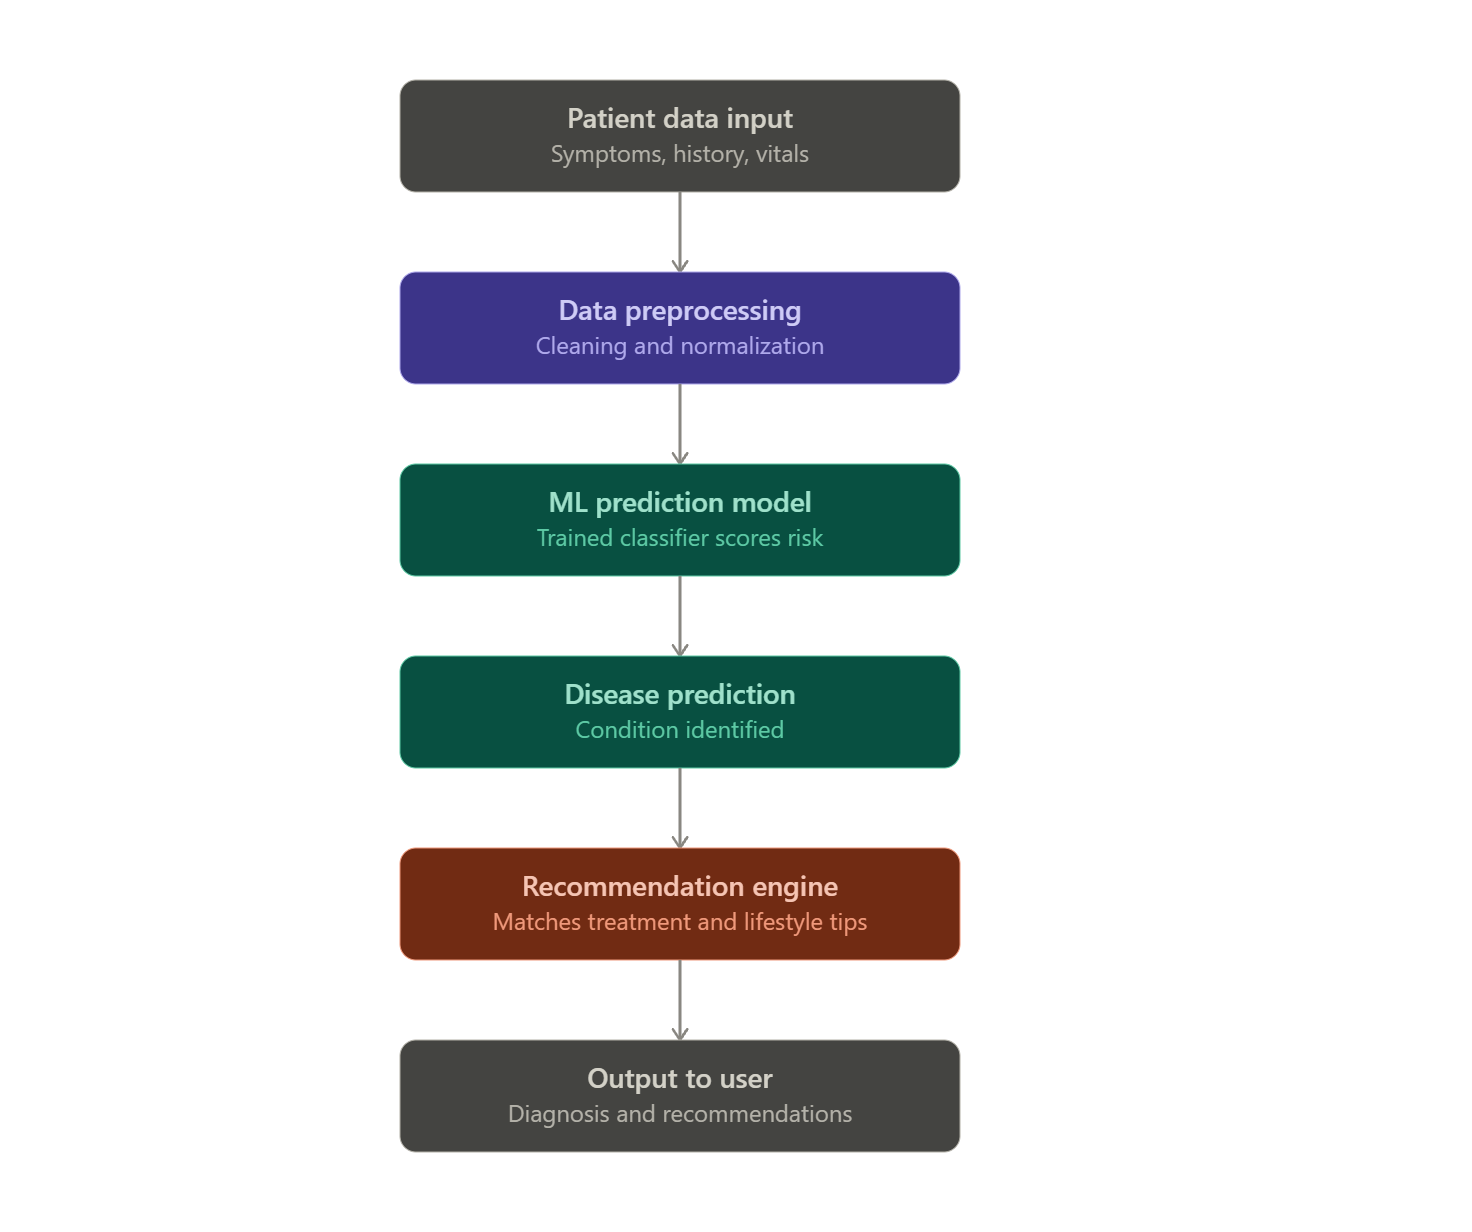 Patient data input
Symptoms, history, vitals
Data preprocessing
Cleaning and normalization
ML prediction model
Trained classifier scores risk
Disease prediction
Condition identified
Recommendation engine
Matches treatment and lifestyle tips
Output to user
Diagnosis and recommendations